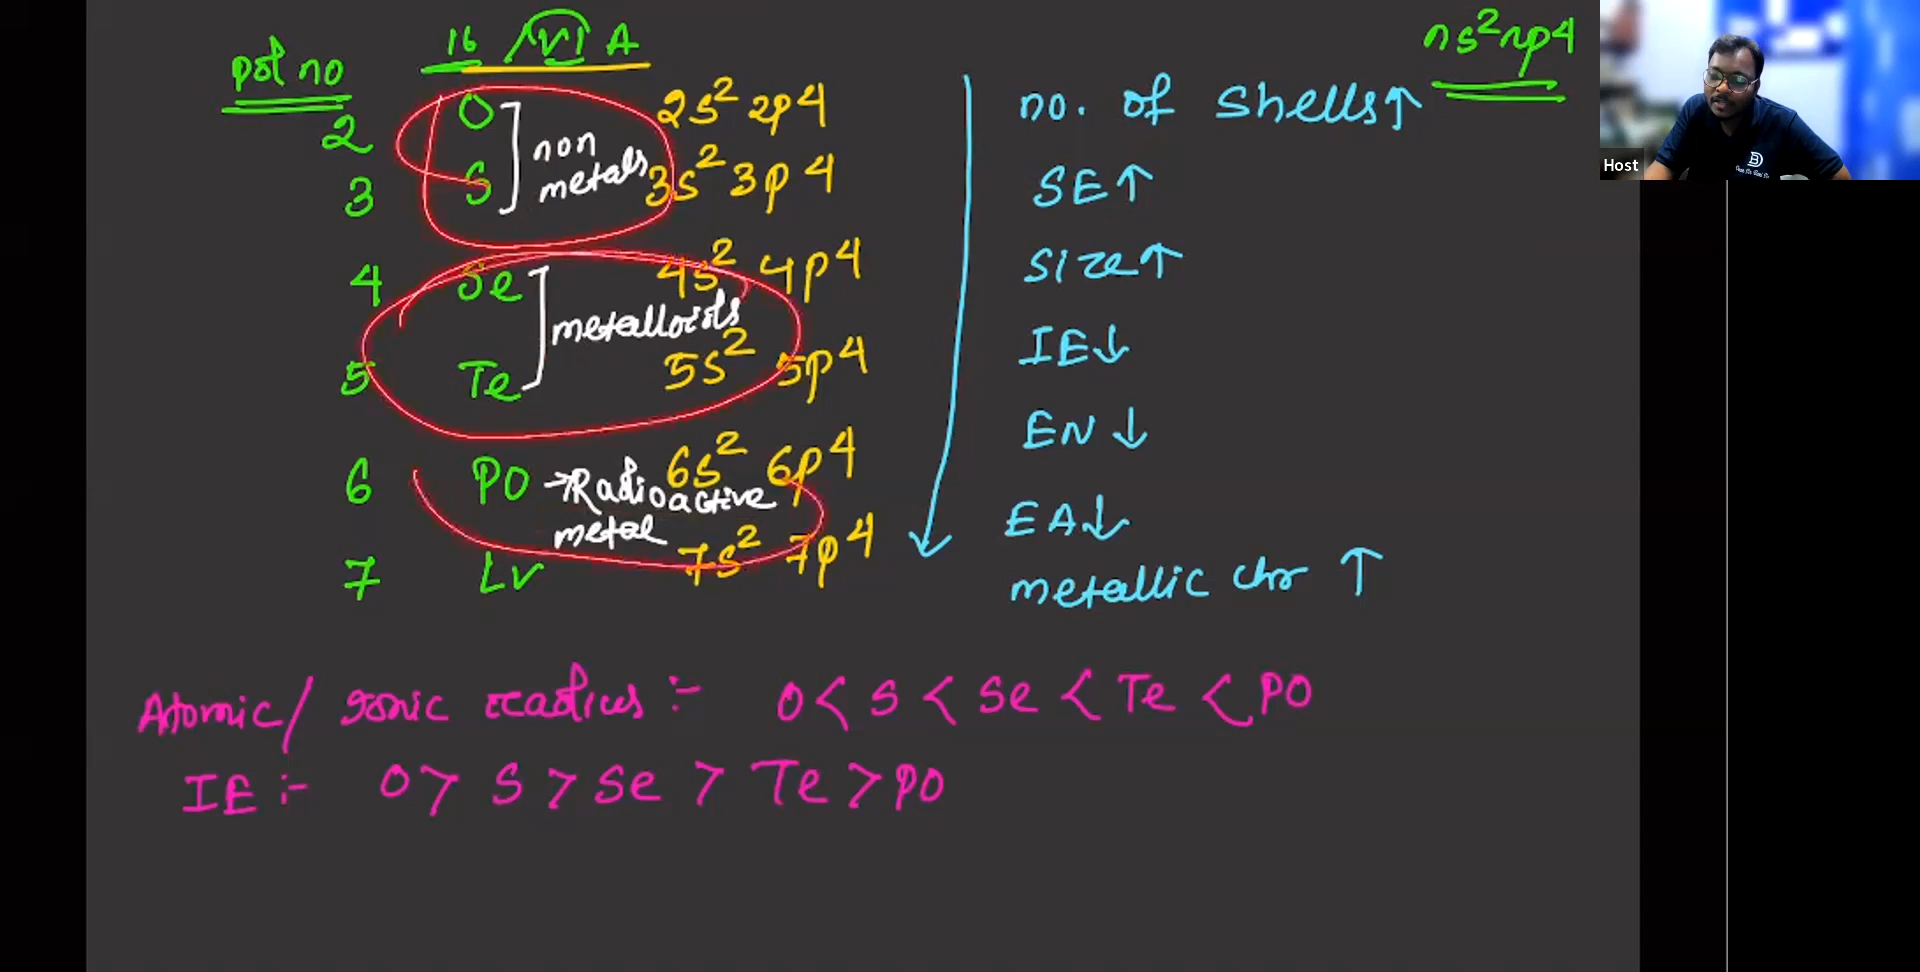 16 / VI A
ns² np4
pd no
2 O 2s² 2p4
3 S non metals 3s² 3p4
4 Se 4s² 4p4
metalloids
5 Te 5s² 5p4
6 PO → Radioactive metal 6s² 6p4
7 Lv 7s² 7p4
no. of shells ↑
SE ↑
Size ↑
IE ↓
EN ↓
EA ↓
metallic chr ↑
Atomic / Ionic radius :- O < S < Se < Te < PO
IE :- O > S > Se > Te > PO
Host